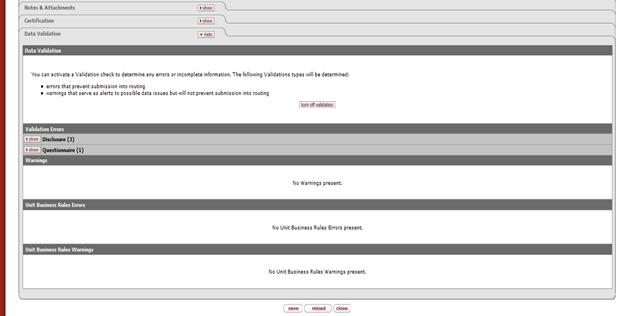 Notes & Attachments show
Certification show
Data Validation hide
Data Validation
You can activate a Validation check to determine any errors or incomplete information. The following Validations types will be determined:
errors that prevent submission into routing
warnings that serve as alerts to possible data issues but will not prevent submission into routing
turn off validation
Validation Errors
show Disclosure (3)
show Questionnaire (1)
Warnings
No Warnings present.
Unit Business Rules Errors
No Unit Business Rules Errors present.
Unit Business Rules Warnings
No Unit Business Rules Warnings present.
save reload close